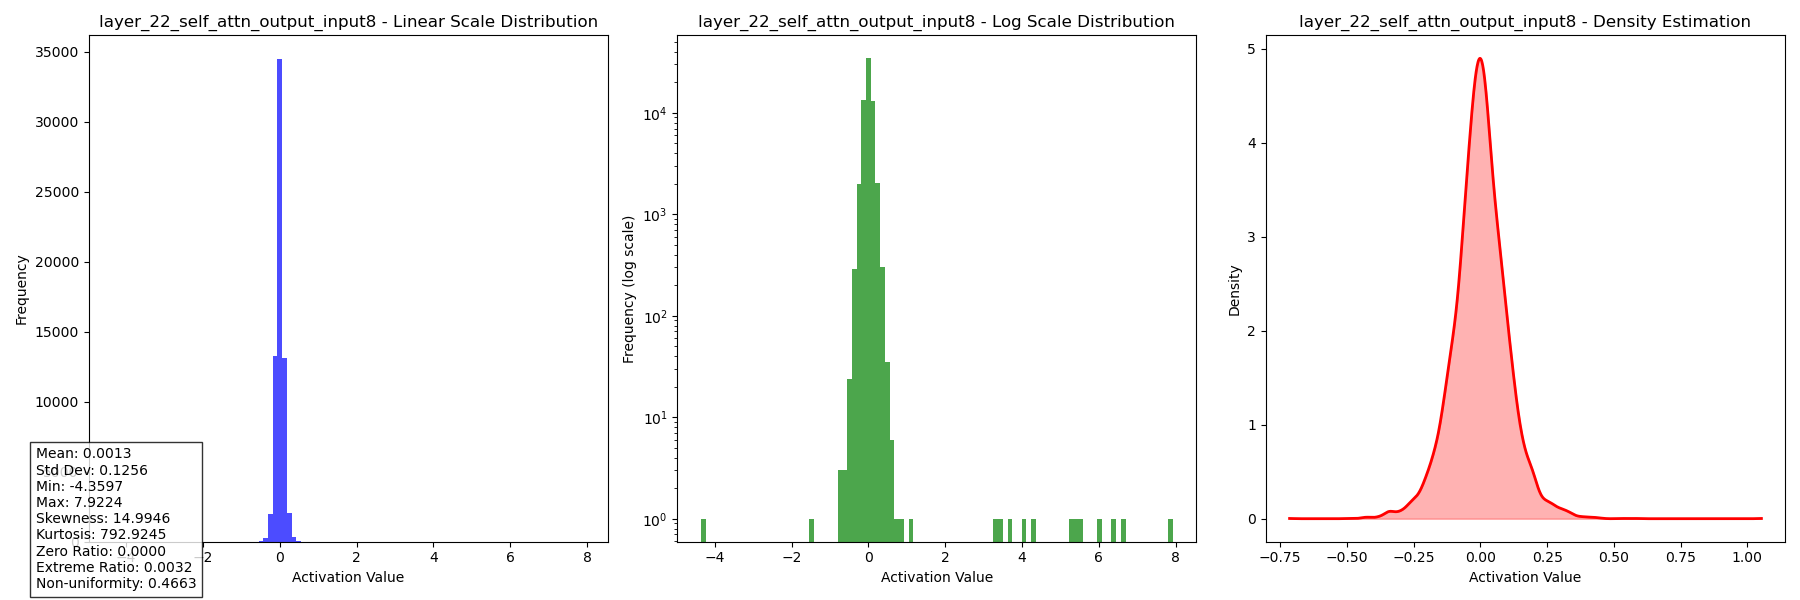 layer_22_self_attn_output_input8 - Linear Scale Distribution
35000
30000
25000
20000
15000
10000
Frequency
−2
0
2
4
6
8
Activation Value
Mean: 0.0013
Std Dev: 0.1256
Min: -4.3597
Max: 7.9224
Skewness: 14.9946
Kurtosis: 792.9245
Zero Ratio: 0.0000
Extreme Ratio: 0.0032
Non-uniformity: 0.4663
layer_22_self_attn_output_input8 - Log Scale Distribution
10^4
10^3
10^2
10^1
10^0
Frequency (log scale)
−4
−2
0
2
4
6
8
Activation Value
layer_22_self_attn_output_input8 - Density Estimation
5
4
3
2
1
0
Density
−0.75
−0.50
−0.25
0.00
0.25
0.50
0.75
1.00
Activation Value